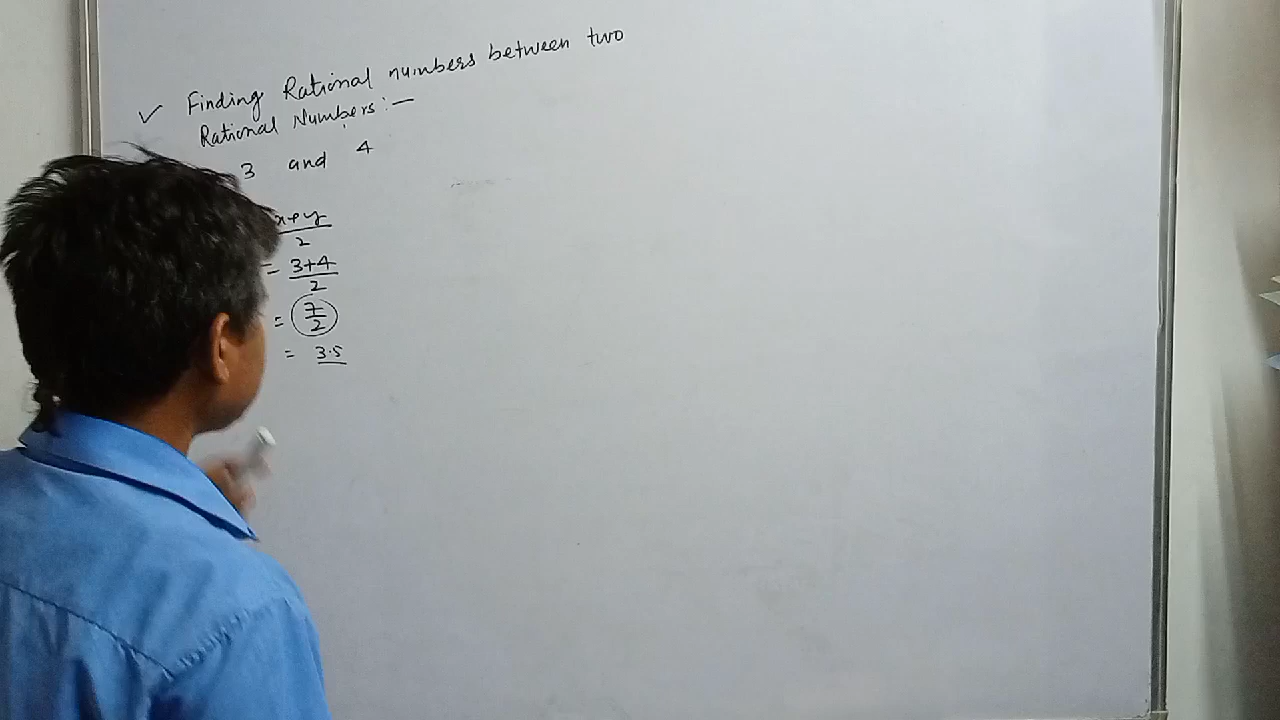 ✓ Finding Rational numbers between two
Rational Numbers:—
3 and 4
x+y
2
= 3+4
2
= 7
2
= 3.5